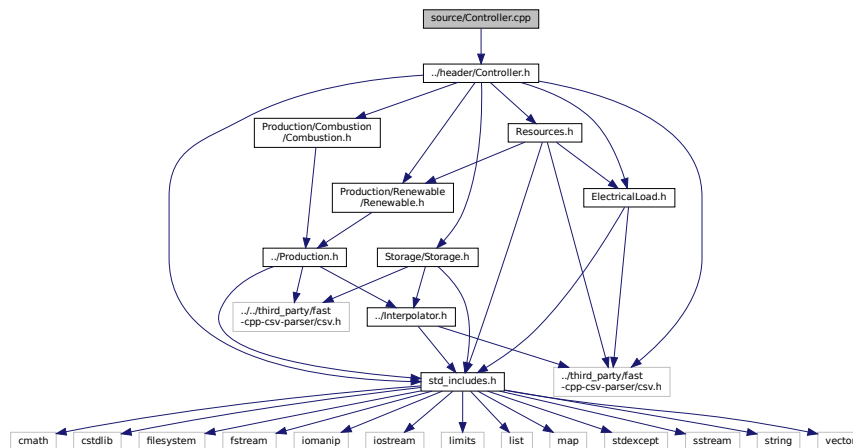 source/Controller.cpp
../header/Controller.h
Production/Combustion
/Combustion.h
Resources.h
Production/Renewable
/Renewable.h
ElectricalLoad.h
../Production.h
Storage/Storage.h
../../third_party/fast
-cpp-csv-parser/csv.h
../Interpolator.h
std_includes.h
../third_party/fast
-cpp-csv-parser/csv.h
cmath
cstdlib
filesystem
fstream
iomanip
iostream
limits
list
map
stdexcept
sstream
string
vector